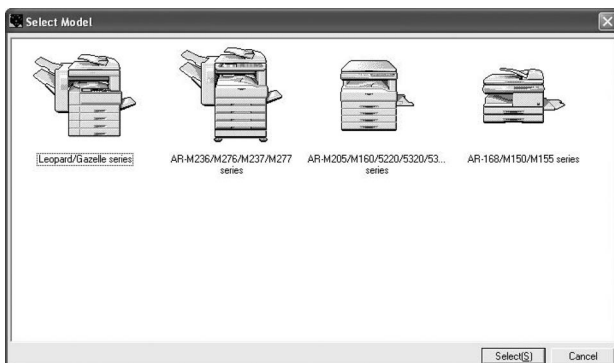 Select Model
Leopard/Gazelle series
AR-M236/M276/M237/M277
series
AR-M205/M160/5220/5320/53...
series
AR-168/M150/M155 series
Select(S)
Cancel